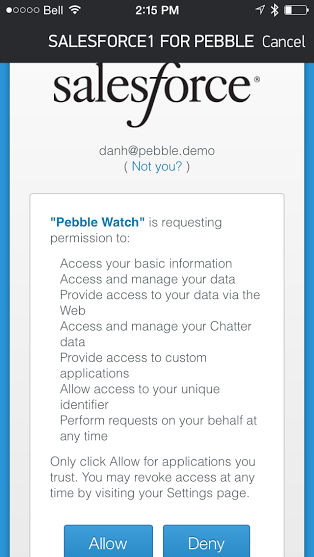 Bell 2:15 PM
SALESFORCE1 FOR PEBBLE Cancel
salesforce®
danh@pebble.demo
( Not you? )
"Pebble Watch" is requesting
permission to:
Access your basic information
Access and manage your data
Provide access to your data via the
Web
Access and manage your Chatter
data
Provide access to custom
applications
Allow access to your unique
identifier
Perform requests on your behalf at
any time
Only click Allow for applications you
trust. You may revoke access at any
time by visiting your Settings page.
Allow Deny